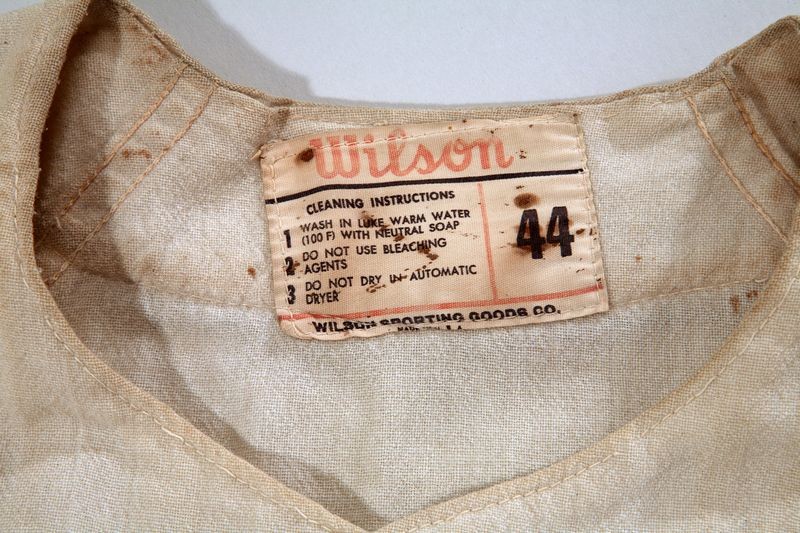 Wilson
CLEANING INSTRUCTIONS
1 WASH IN LUKE WARM WATER
(100 F) WITH NEUTRAL SOAP
2 DO NOT USE BLEACHING
AGENTS
3 DO NOT DRY IN AUTOMATIC
DRYER
44
WILSON SPORTING GOODS CO.